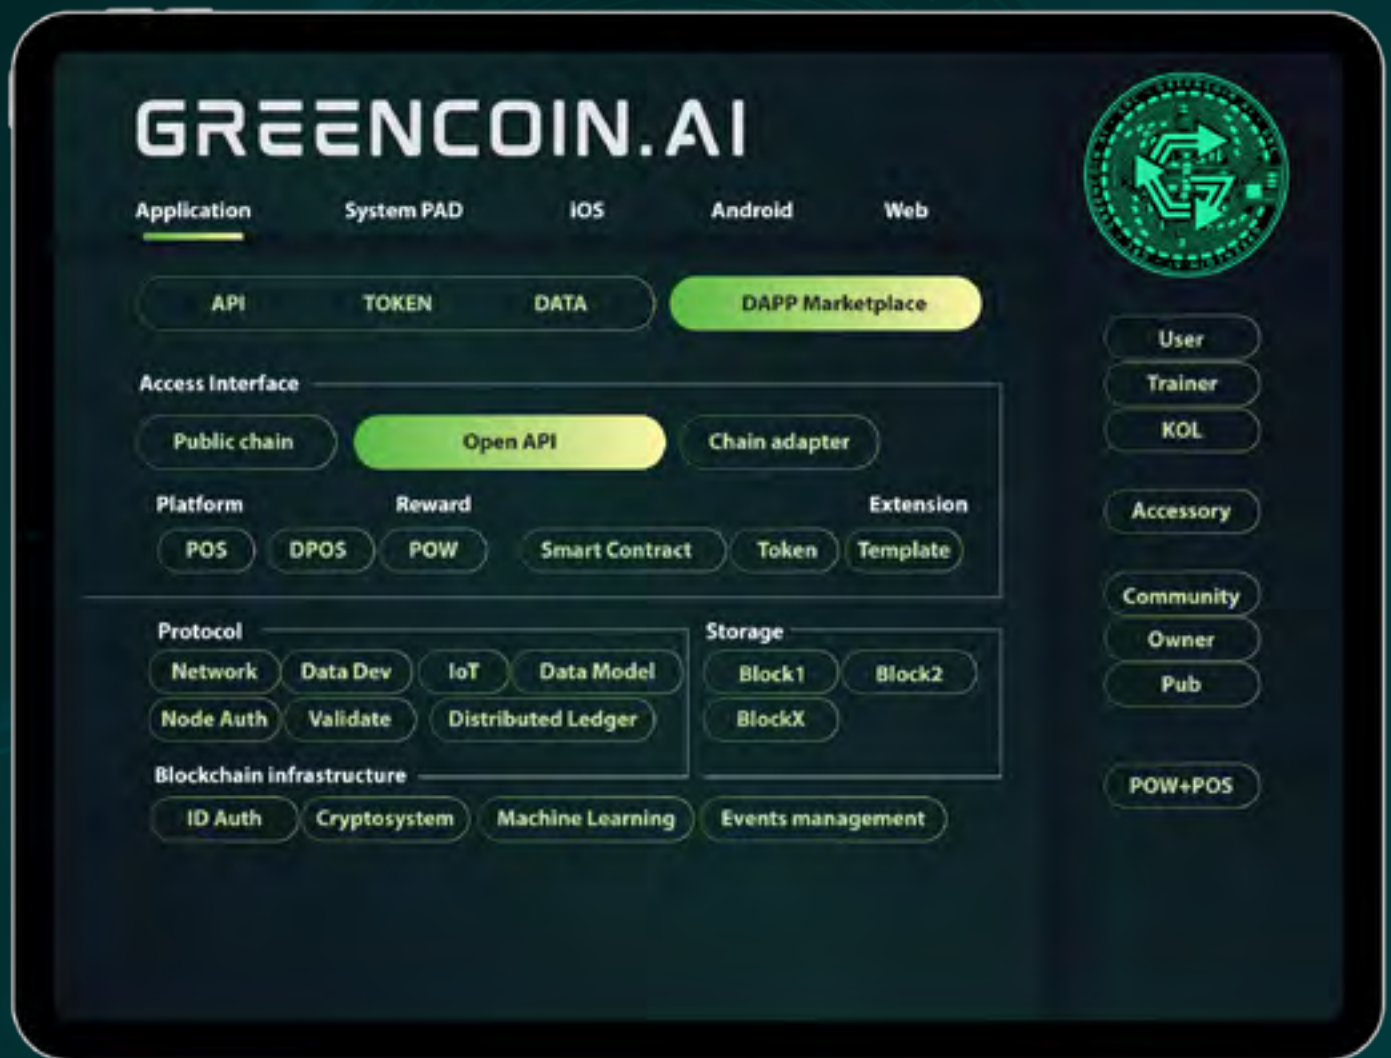 GREENCOIN.AI
Application System PAD iOS Android Web
API TOKEN DATA DAPP Marketplace
Access Interface
Public chain Open API Chain adapter
Platform Reward Extension
POS DPOS POW Smart Contract Token Template
Protocol
Network Data Dev IoT Data Model
Node Auth Validate Distributed Ledger
Storage
Block1 Block2
BlockX
Blockchain infrastructure
ID Auth Cryptosystem Machine Learning Events management
User
Trainer
KOL
Accessory
Community
Owner
Pub
POW+POS